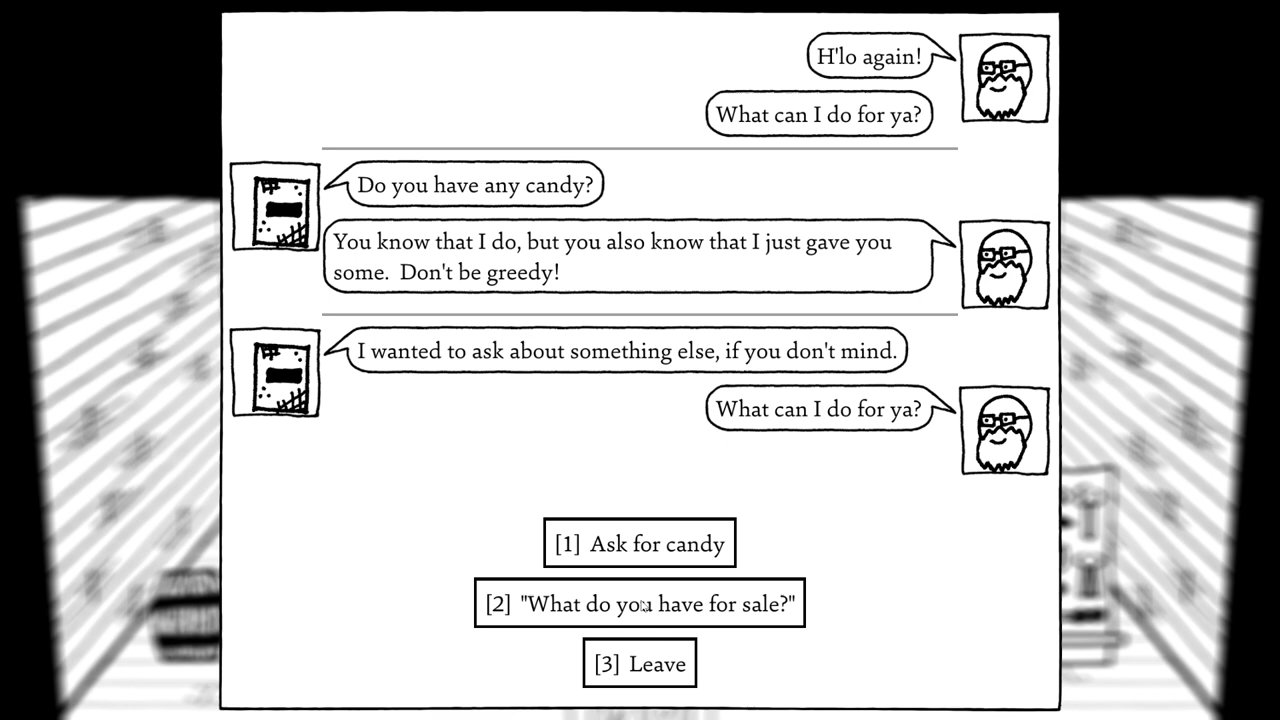 H'lo again!
What can I do for ya?
Do you have any candy?
You know that I do, but you also know that I just gave you
some.  Don't be greedy!
I wanted to ask about something else, if you don't mind.
What can I do for ya?
[1] Ask for candy
[2] "What do you have for sale?"
[3] Leave